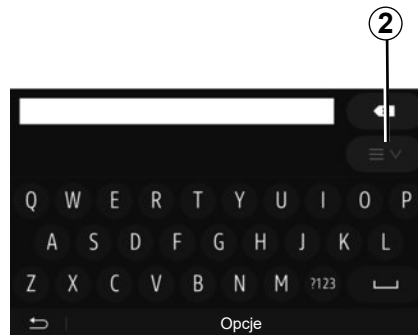 2
Q W E R T Y U I O P
A S D F G H J K L
Z X C V B N M ?123
Opcje